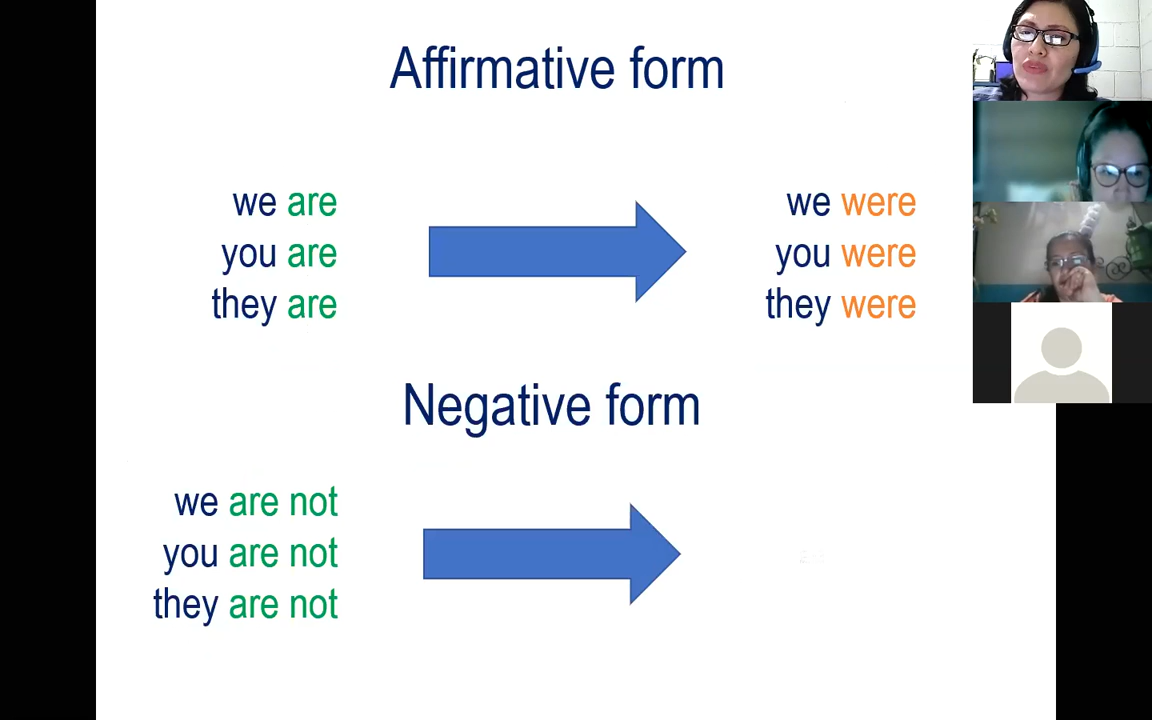 Affirmative form
we are
you are
they are
we were
you were
they were
Negative form
we are not
you are not
they are not